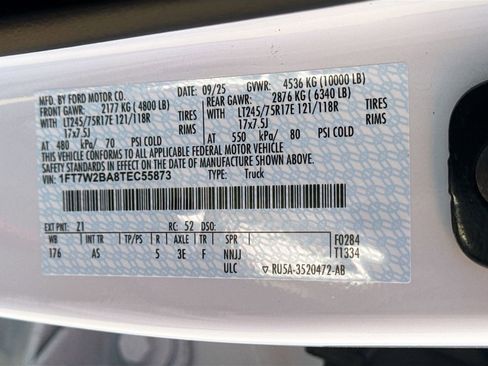 MFD. BY FORD MOTOR CO. DATE: 09/25 GVWR: 4536 KG (10000 LB)
FRONT GAWR: 2177 KG (4800 LB) REAR GAWR: 2876 KG (6340 LB)
WITH LT245/75R17E 121/118R WITH LT245/75R17E 121/118R
17x7.5J 17x7.5J
AT 480 kPa/ 70 PSI COLD AT 550 kPa/ 80 PSI COLD
THIS VEHICLE CONFORMS TO ALL APPLICABLE FEDERAL MOTOR VEHICLE
SAFETY STANDARDS IN EFFECT ON THE DATE OF MANUFACTURE SHOWN ABOVE.
VIN: 1FT7W2BA8TEC55873 TYPE: Truck
EXT PNT: Z1 RC: 52 DSO:
WB INT TR TP/PS R AXLE TR SPR F0284
176 AS 5 3E F NNJJ T1334
ULC RU5A-3520472-AB